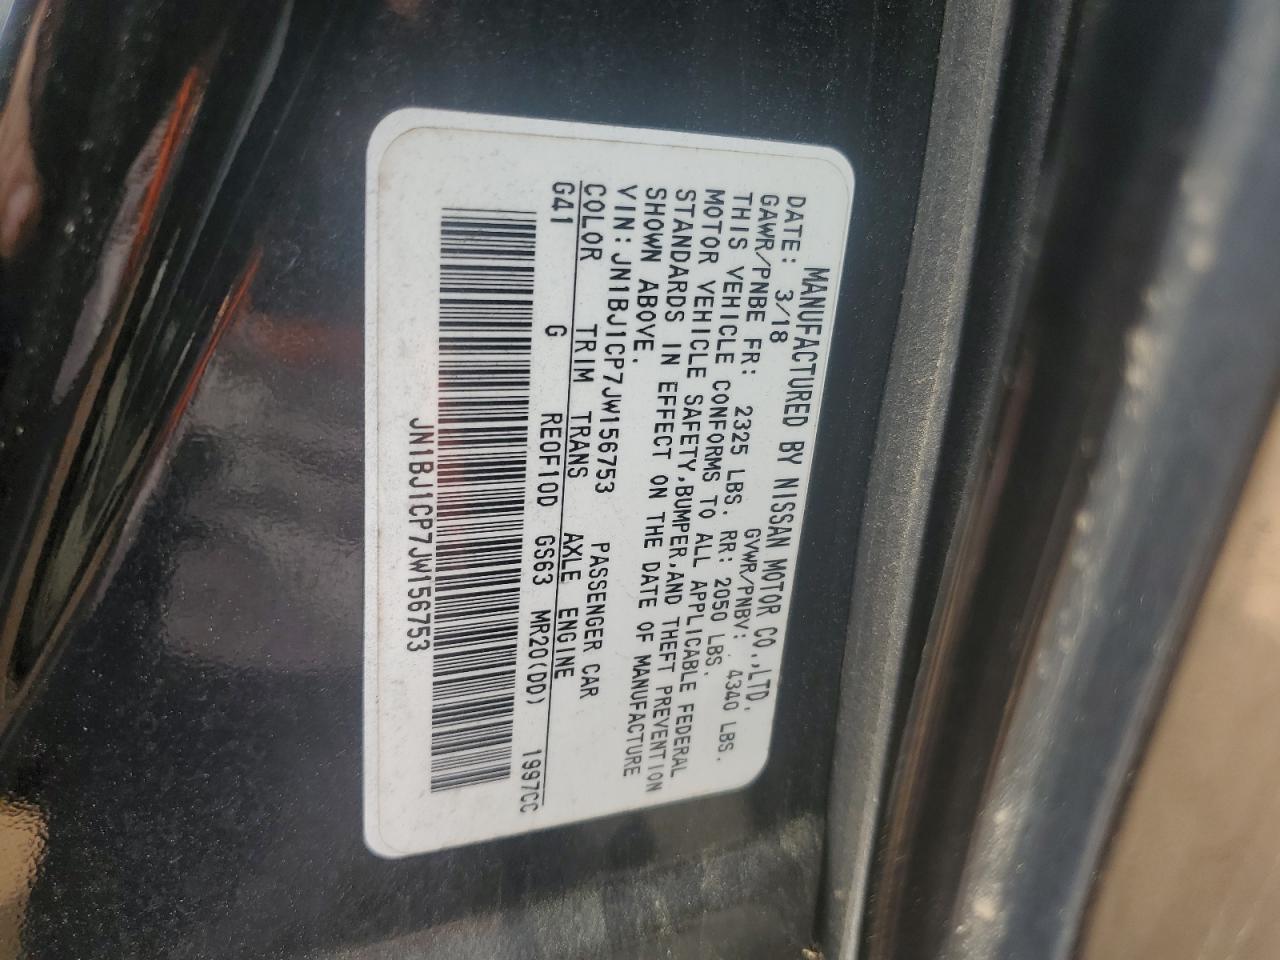 MANUFACTURED BY NISSAN MOTOR CO.,LTD.
DATE: 3/18 GVWR/PNBV: 4340 LBS.
GAWR/PNBE FR: 2325 LBS. RR: 2050 LBS.
THIS VEHICLE CONFORMS TO ALL APPLICABLE FEDERAL
MOTOR VEHICLE SAFETY,BUMPER,AND THEFT PREVENTION
STANDARDS IN EFFECT ON THE DATE OF MANUFACTURE
SHOWN ABOVE.
VIN:JN1BJ1CP7JW156753 PASSENGER CAR
COLOR TRIM TRANS AXLE ENGINE
G41 G RE0F10D GS63 MR20(DD) 1997CC
JN1BJ1CP7JW156753